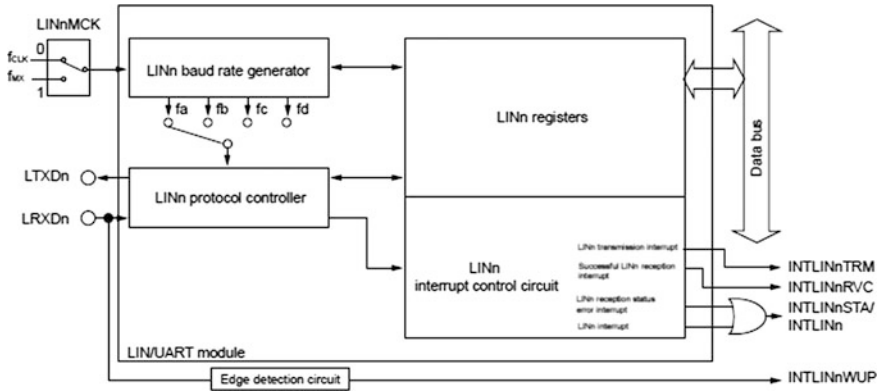 LINnMCK
0
fCLK
fMX
1
LINn baud rate generator
fa fb fc fd
LINn registers
Data bus
LTXDn
LRXDn
LINn protocol controller
LINn
interrupt control circuit
LINn transmission interrupt
Successful LINn reception
interrupt
LINn reception status
error interrupt
LINn interrupt
INTLINnTRM
INTLINnRVC
INTLINnSTA/
INTLINn
LIN/UART module
Edge detection circuit
INTLINnWUP